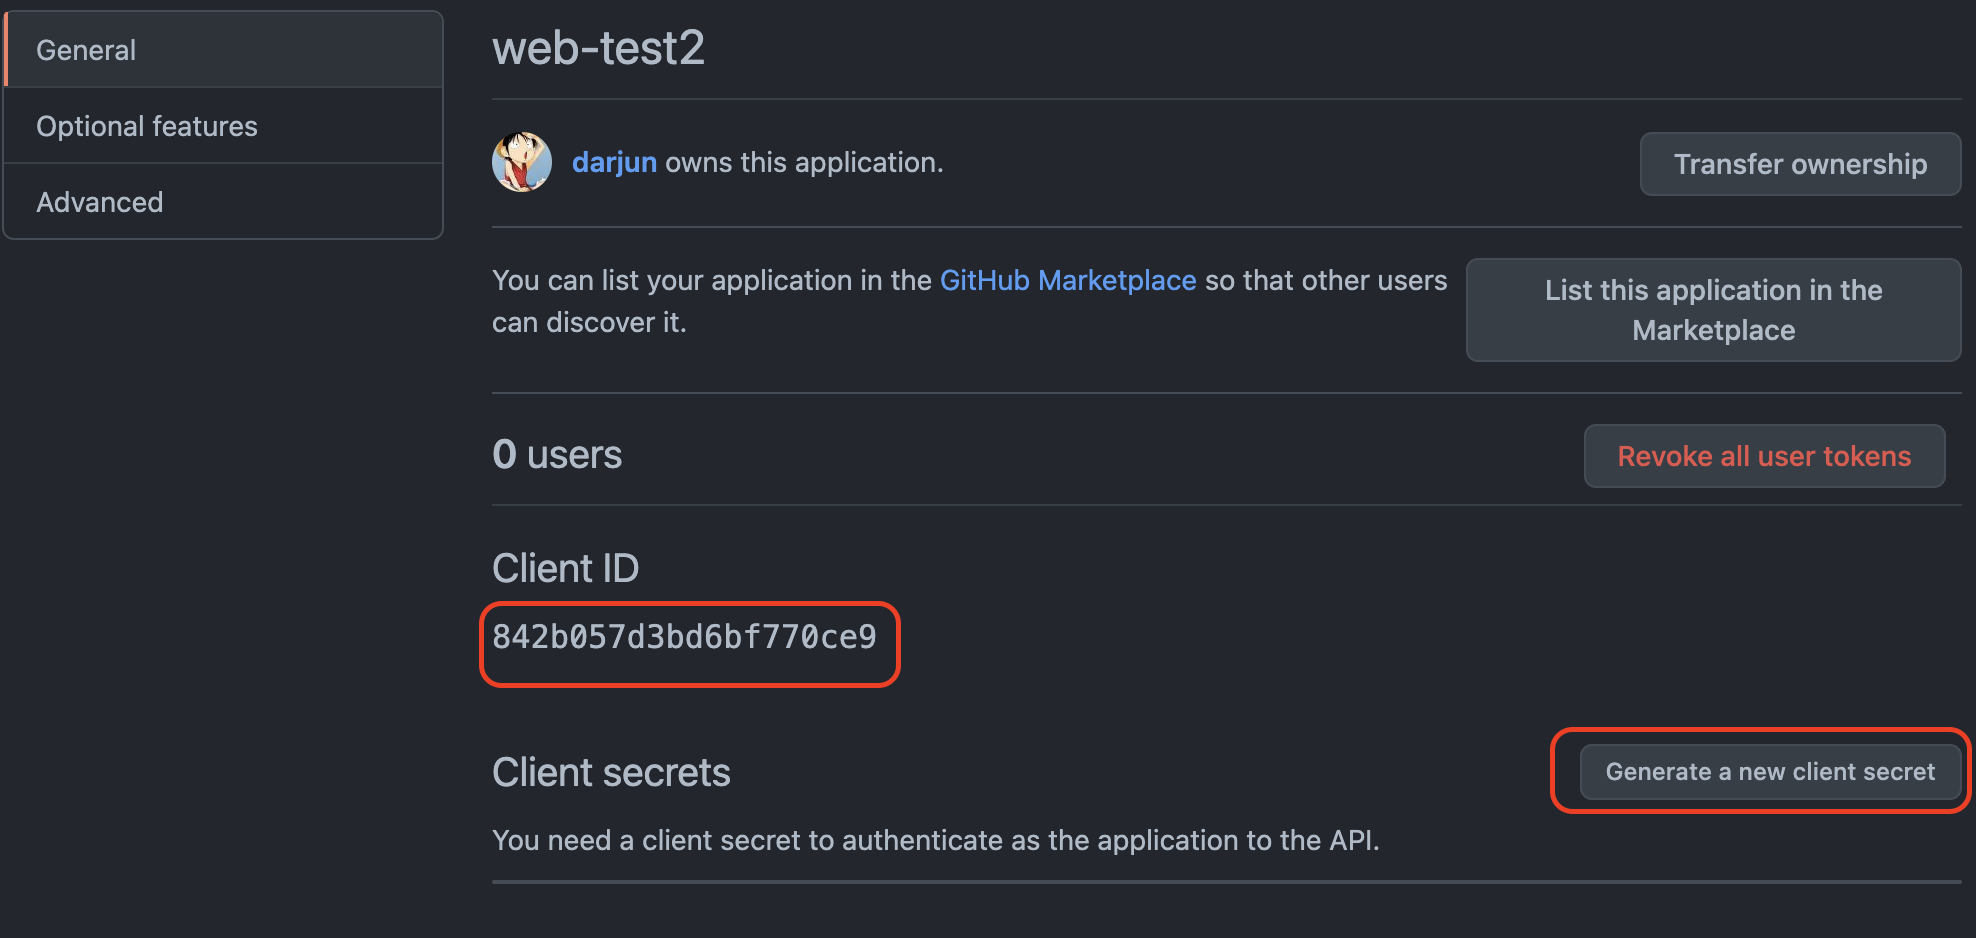 General
Optional features
Advanced
web-test2
darjun owns this application.
Transfer ownership
You can list your application in the GitHub Marketplace so that other users
can discover it.
List this application in the
Marketplace
0 users
Revoke all user tokens
Client ID
842b057d3bd6bf770ce9
Client secrets
Generate a new client secret
You need a client secret to authenticate as the application to the API.